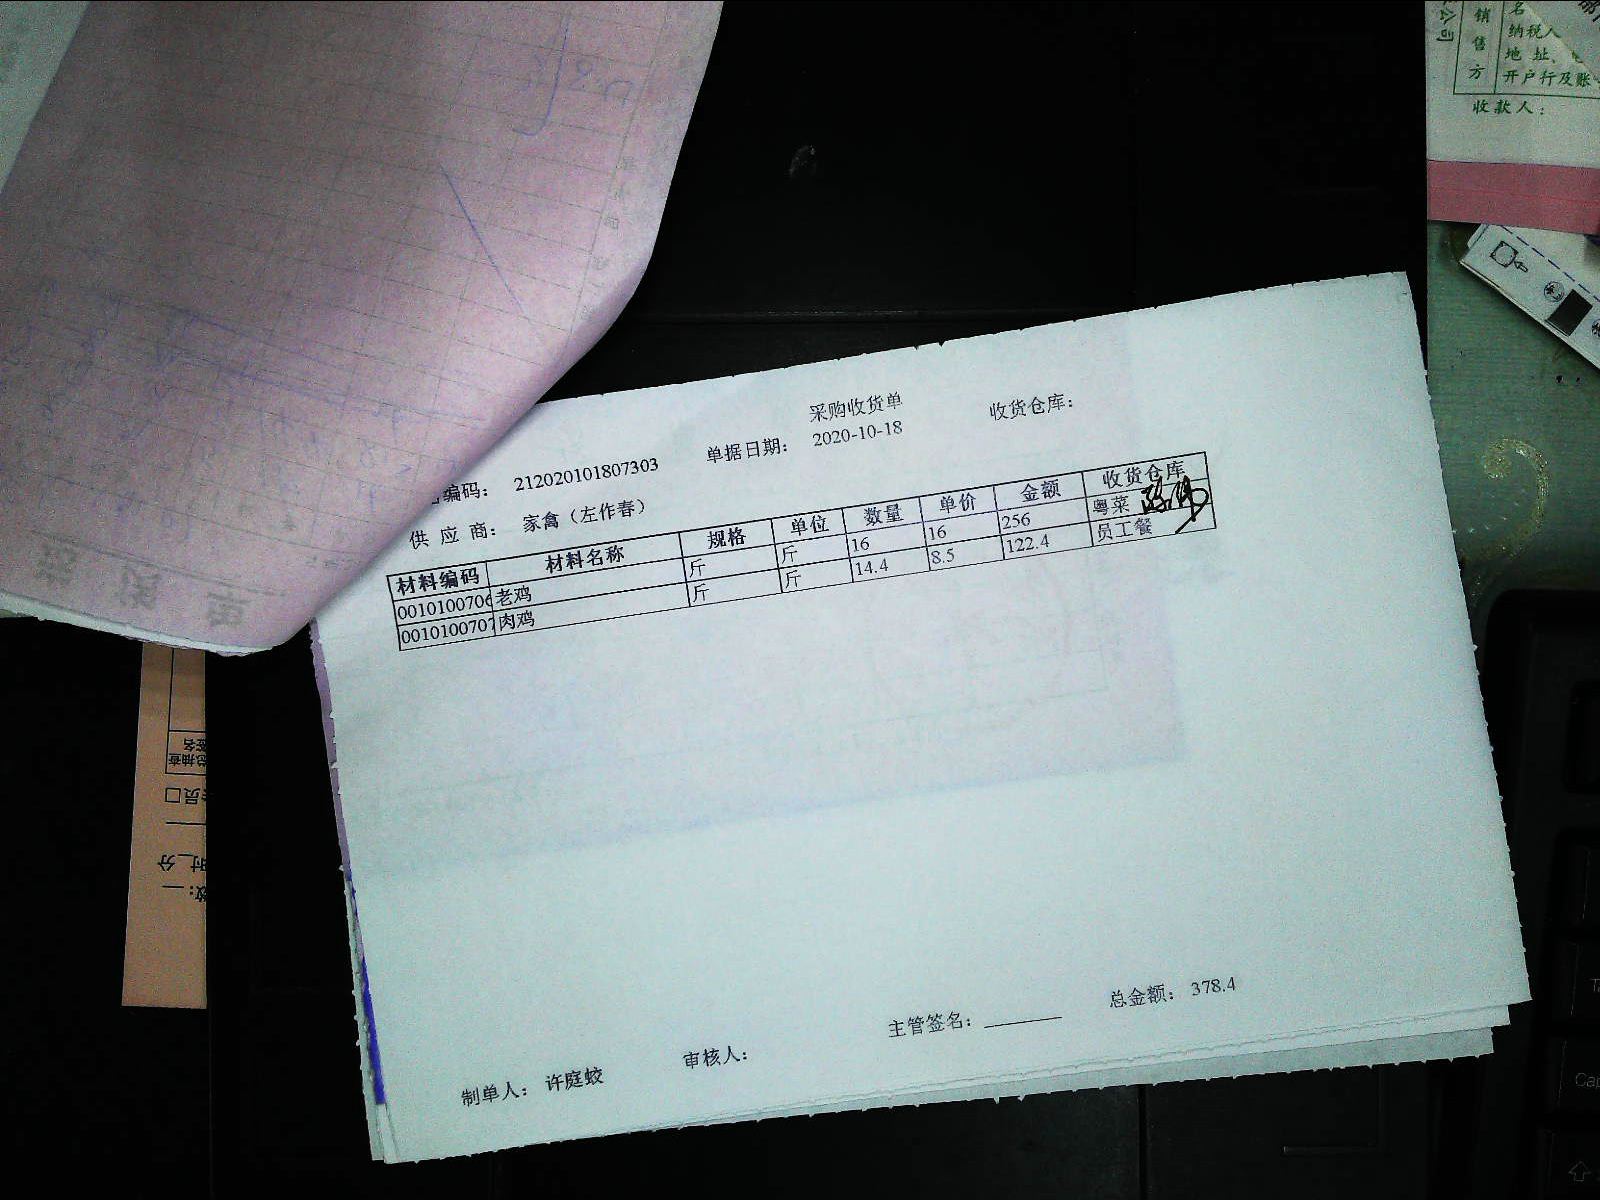 采购收货单
收货仓库：
单据日期： 2020-10-18
编码： 212020101807303
供 应 商： 家禽（左作春）
材料编码 材料名称 规格 单位 数量 单价 金额 收货仓库
0010100706 老鸡 斤 斤 16 16 256 粤菜
0010100707 肉鸡 斤 斤 14.4 8.5 122.4 员工餐
总金额： 378.4
主管签名：
审核人：
制单人： 许庭蛟
公司
销售方
名
纳税人
地 址、
开户行及账
收款人：